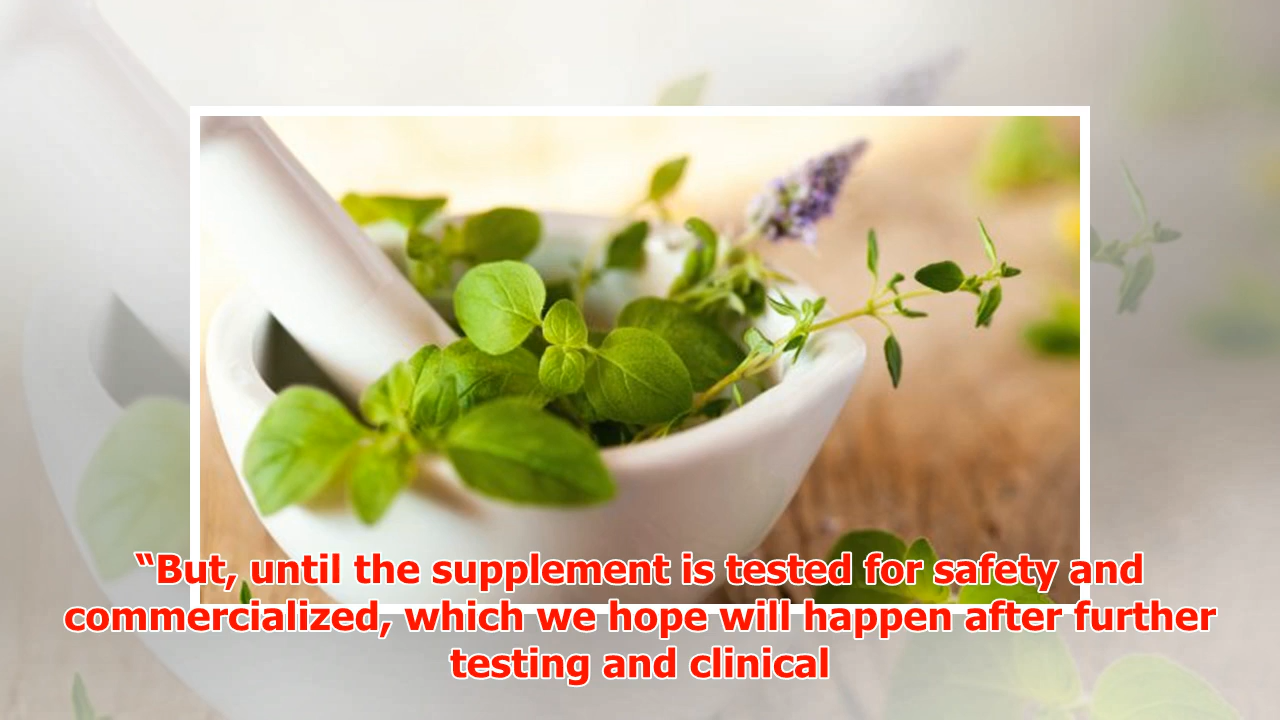 “But, until the supplement is tested for safety and
commercialized, which we hope will happen after further
testing and clinical